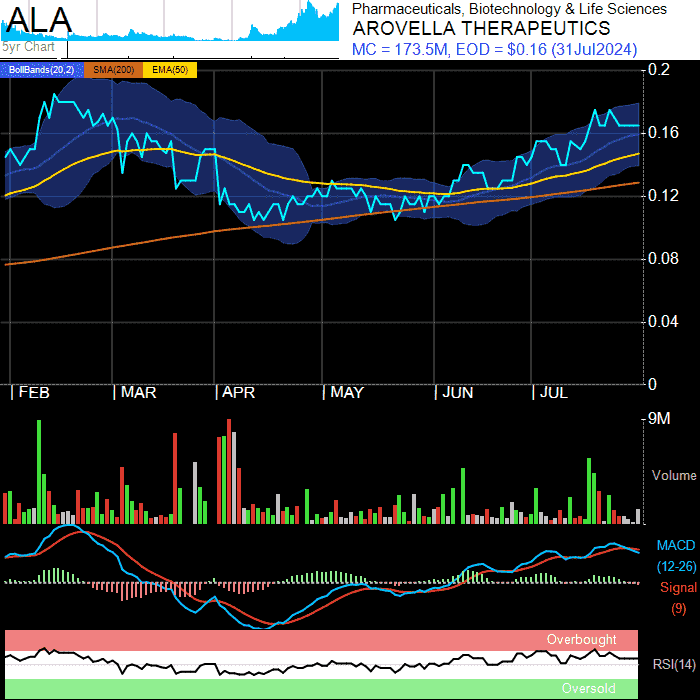 ALA
5yr Chart
Pharmaceuticals, Biotechnology & Life Sciences
AROVELLA THERAPEUTICS
MC = 173.5M, EOD = $0.16 (31Jul2024)
BollBands(20,2) SMA(200) EMA(50)
0.2
0.16
0.12
0.08
0.04
0
FEB MAR APR MAY JUN JUL
9M
Volume
MACD
(12-26)
Signal
(9)
Overbought
RSI(14)
Oversold